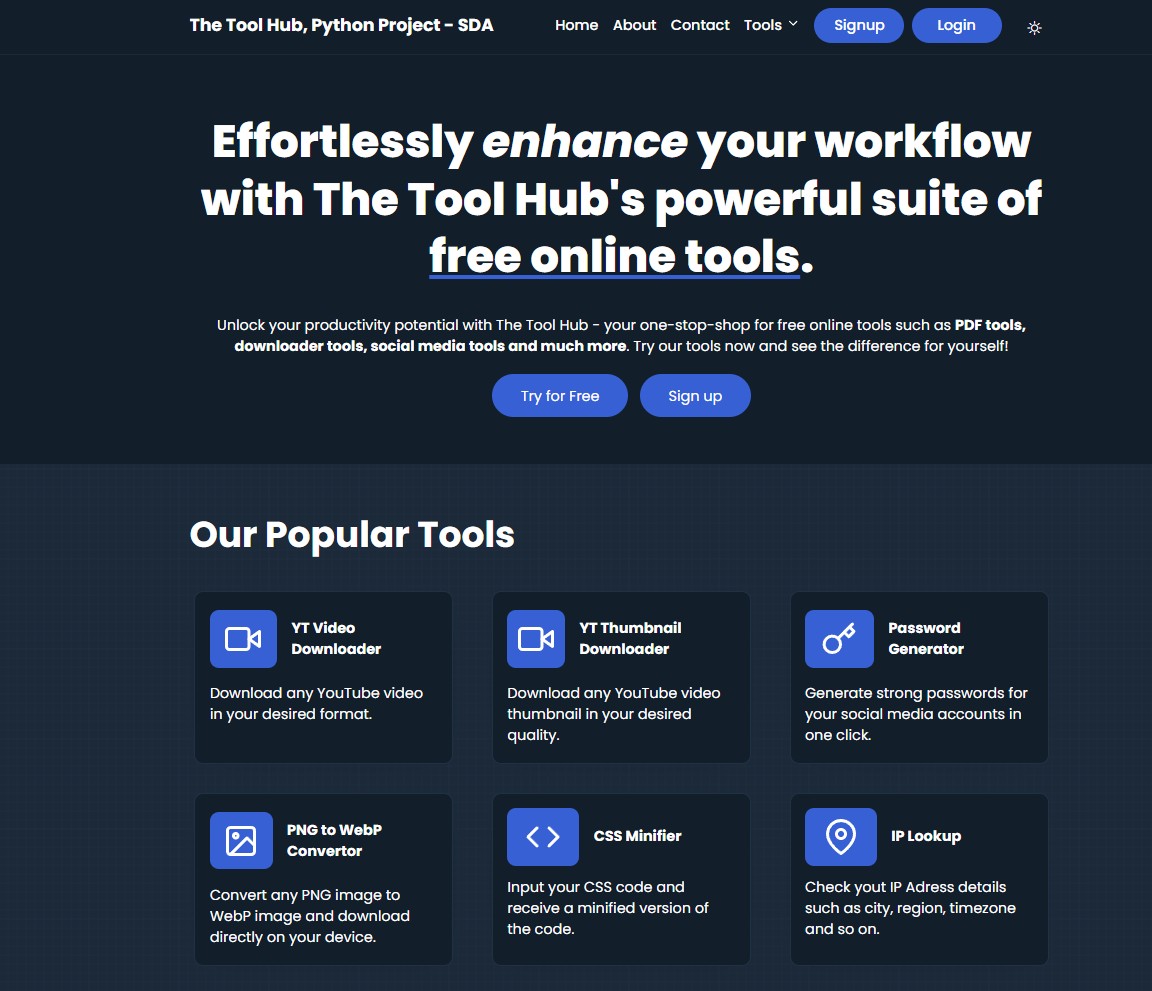 The Tool Hub, Python Project - SDA
Home About Contact Tools Signup Login
Effortlessly enhance your workflow
with The Tool Hub's powerful suite of
free online tools.
Unlock your productivity potential with The Tool Hub - your one-stop-shop for free online tools such as PDF tools,
downloader tools, social media tools and much more. Try our tools now and see the difference for yourself!
Try for Free Sign up
Our Popular Tools
YT Video
Downloader
Download any YouTube video
in your desired format.
YT Thumbnail
Downloader
Download any YouTube video
thumbnail in your desired
quality.
Password
Generator
Generate strong passwords for
your social media accounts in
one click.
PNG to WebP
Convertor
Convert any PNG image to
WebP image and download
directly on your device.
CSS Minifier
Input your CSS code and
receive a minified version of
the code.
IP Lookup
Check yout IP Adress details
such as city, region, timezone
and so on.